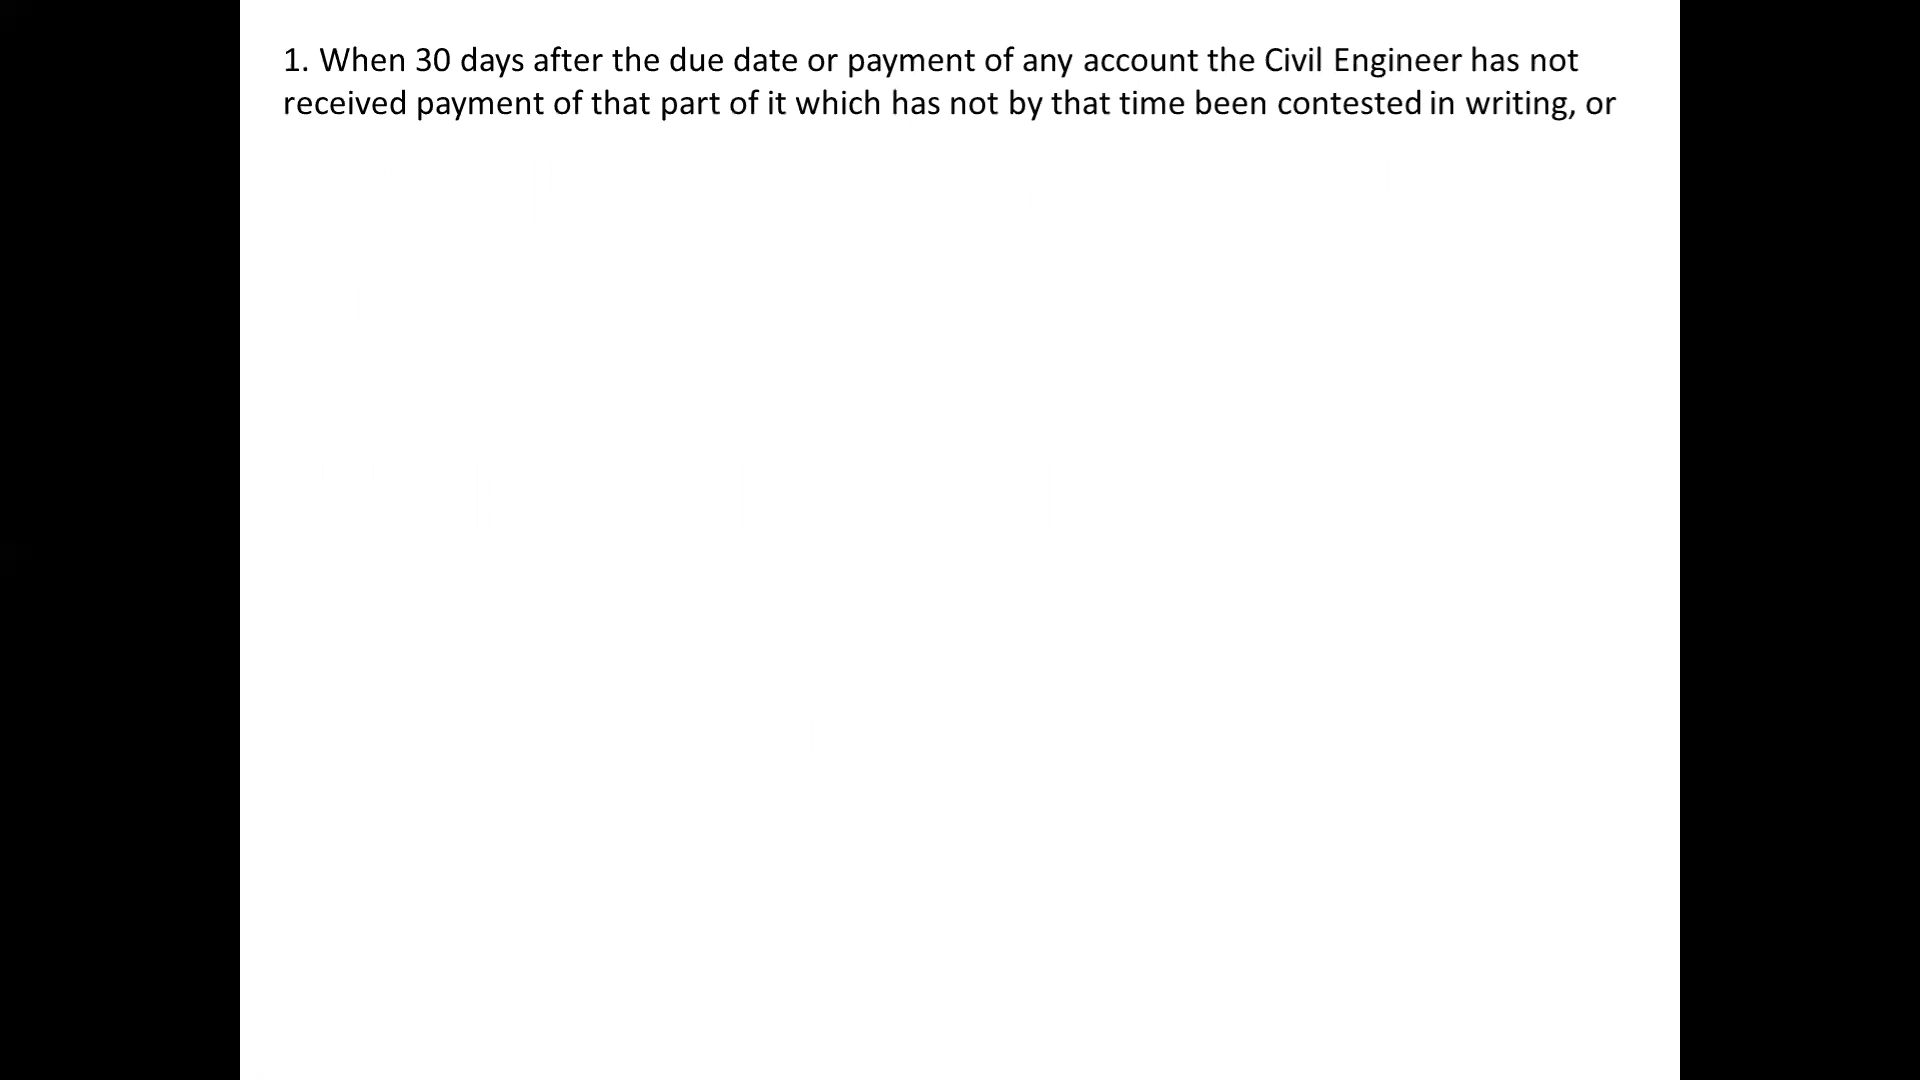 1. When 30 days after the due date or payment of any account the Civil Engineer has not
received payment of that part of it which has not by that time been contested in writing, or